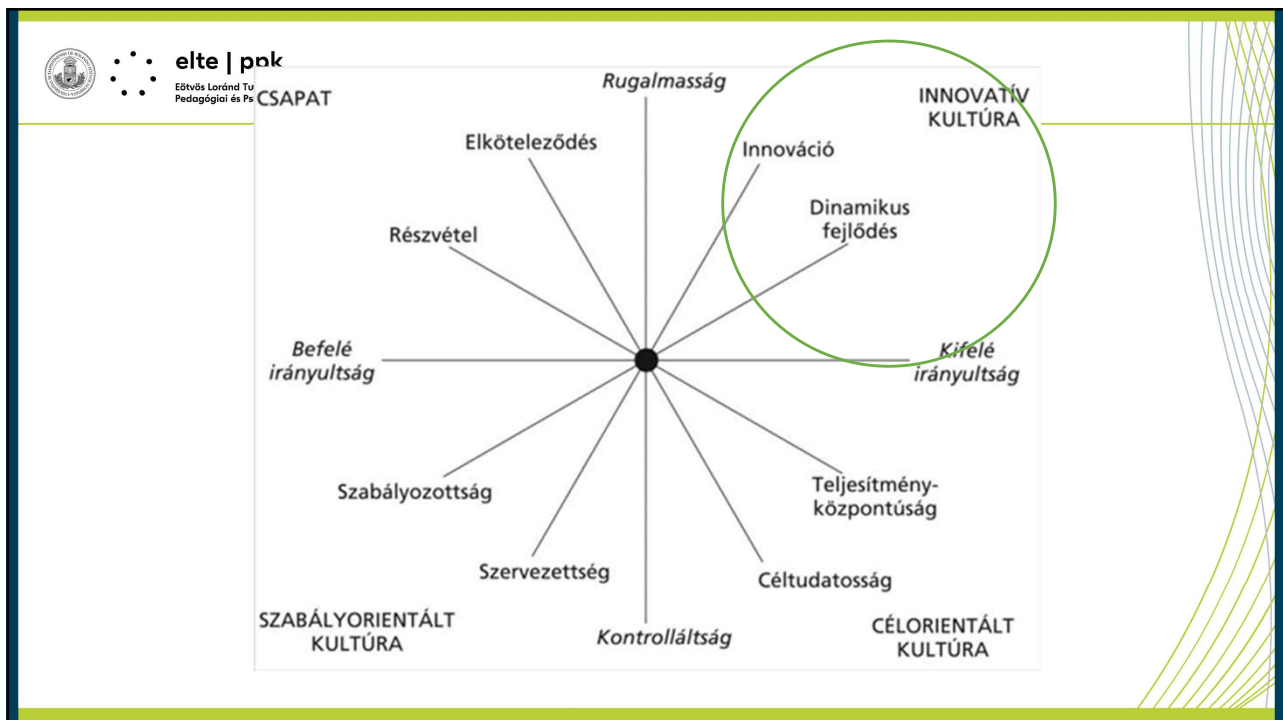 elte | ppk
Eötvös Loránd Tu
Pedagógiai és Ps
CSAPAT
Rugalmasság
INNOVATÍV
KULTÚRA
Elköteleződés
Innováció
Dinamikus
fejlődés
Részvétel
Befelé
irányultság
Kifelé
irányultság
Szabályozottság
Teljesítmény-
központúság
Szervezettség
Céltudatosság
SZABÁLYORIENTÁLT
KULTÚRA
Kontrolláltság
CÉLORIENTÁLT
KULTÚRA